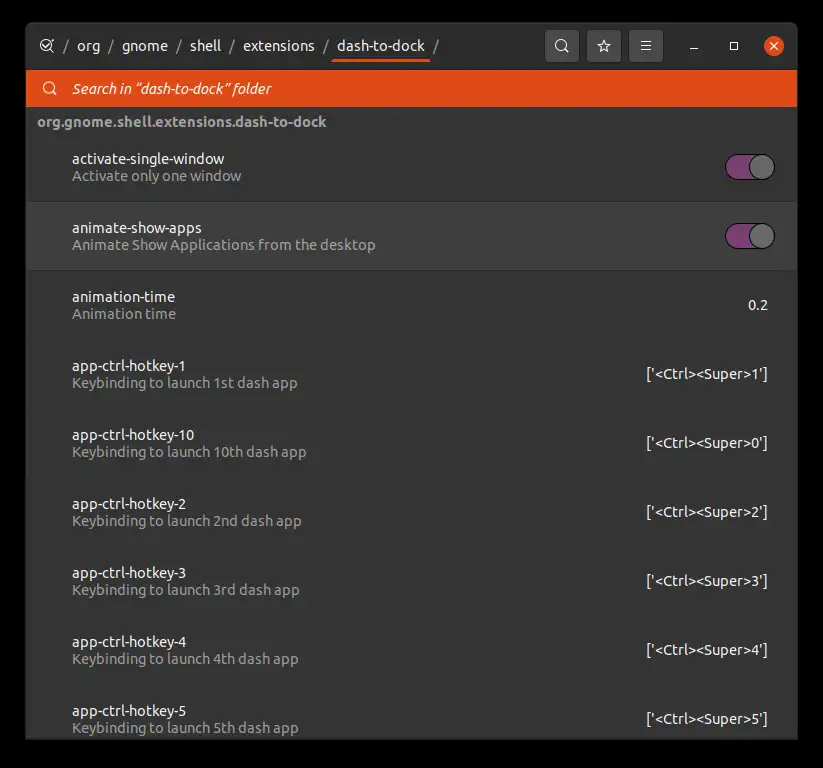 / org / gnome / shell / extensions / dash-to-dock /
Search in “dash-to-dock” folder
org.gnome.shell.extensions.dash-to-dock
activate-single-window
Activate only one window
animate-show-apps
Animate Show Applications from the desktop
animation-time
Animation time
0.2
app-ctrl-hotkey-1
Keybinding to launch 1st dash app
['<Ctrl><Super>1']
app-ctrl-hotkey-10
Keybinding to launch 10th dash app
['<Ctrl><Super>0']
app-ctrl-hotkey-2
Keybinding to launch 2nd dash app
['<Ctrl><Super>2']
app-ctrl-hotkey-3
Keybinding to launch 3rd dash app
['<Ctrl><Super>3']
app-ctrl-hotkey-4
Keybinding to launch 4th dash app
['<Ctrl><Super>4']
app-ctrl-hotkey-5
Keybinding to launch 5th dash app
['<Ctrl><Super>5']